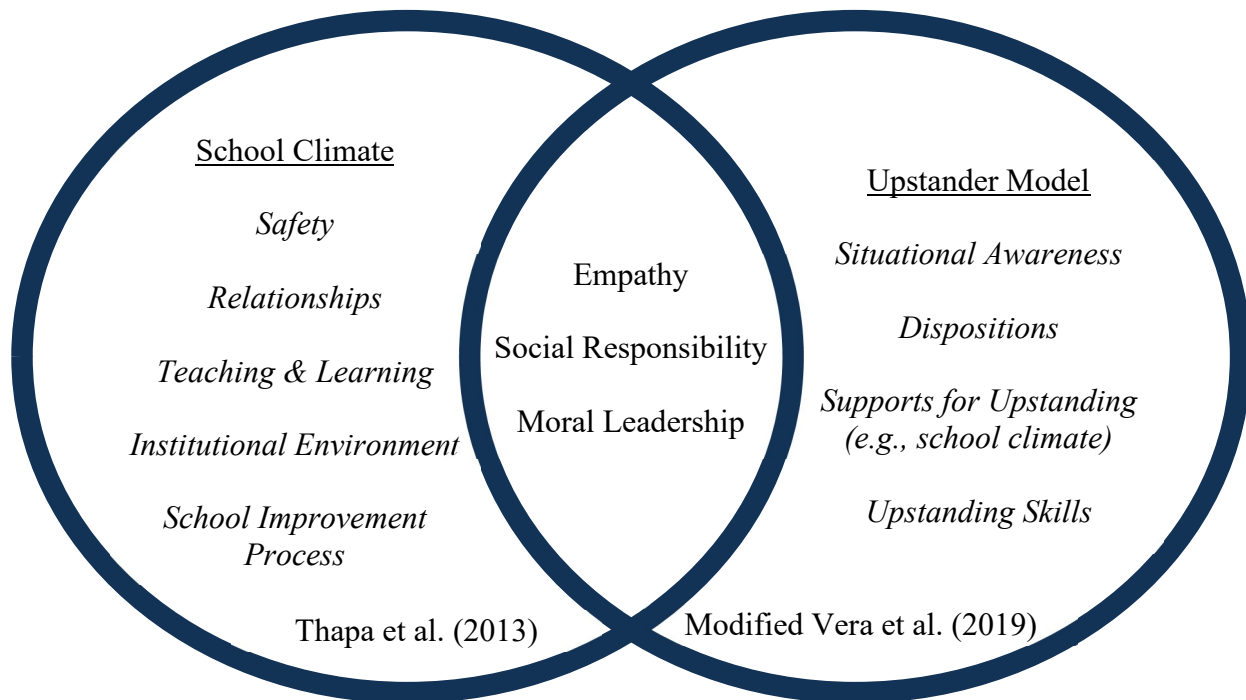 School Climate
Safety
Relationships
Teaching & Learning
Institutional Environment
School Improvement
Process
Thapa et al. (2013)
Empathy
Social Responsibility
Moral Leadership
Upstander Model
Situational Awareness
Dispositions
Supports for Upstanding
(e.g., school climate)
Upstanding Skills
Modified Vera et al. (2019)